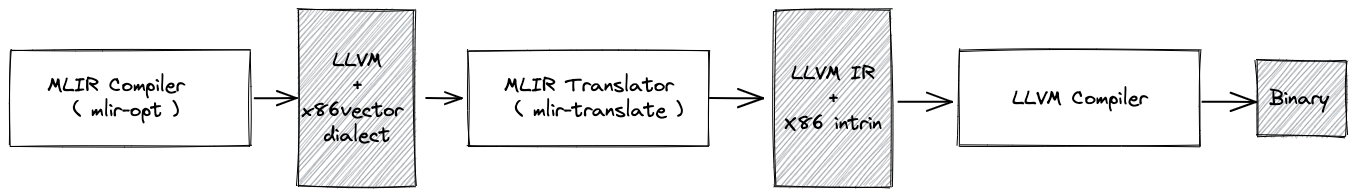 MLIR Compiler
( mlir-opt )
LLVM
+
x86vector
dialect
MLIR Translator
( mlir-translate )
LLVM IR
+
X86 intrin
LLVM Compiler
Binary